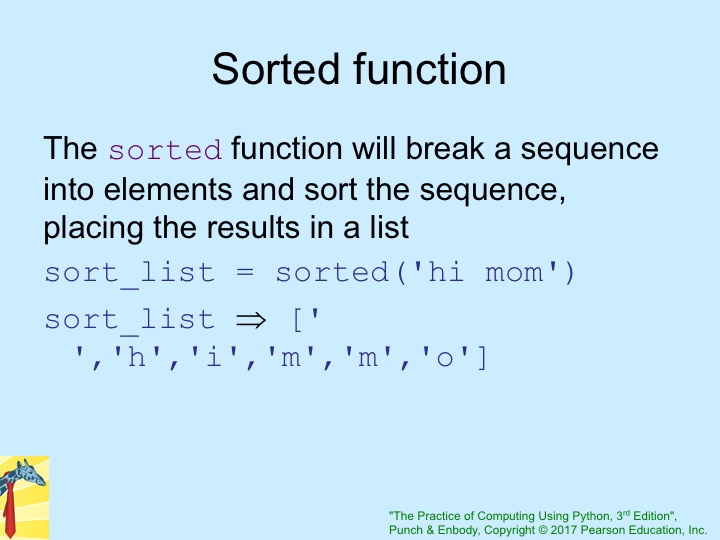 Sorted function
The sorted function will break a sequence
into elements and sort the sequence,
placing the results in a list
sort_list = sorted('hi mom')
sort_list ⇒ ['
','h','i','m','m','o']
"The Practice of Computing Using Python, 3rd Edition",
Punch & Enbody, Copyright © 2017 Pearson Education, Inc.